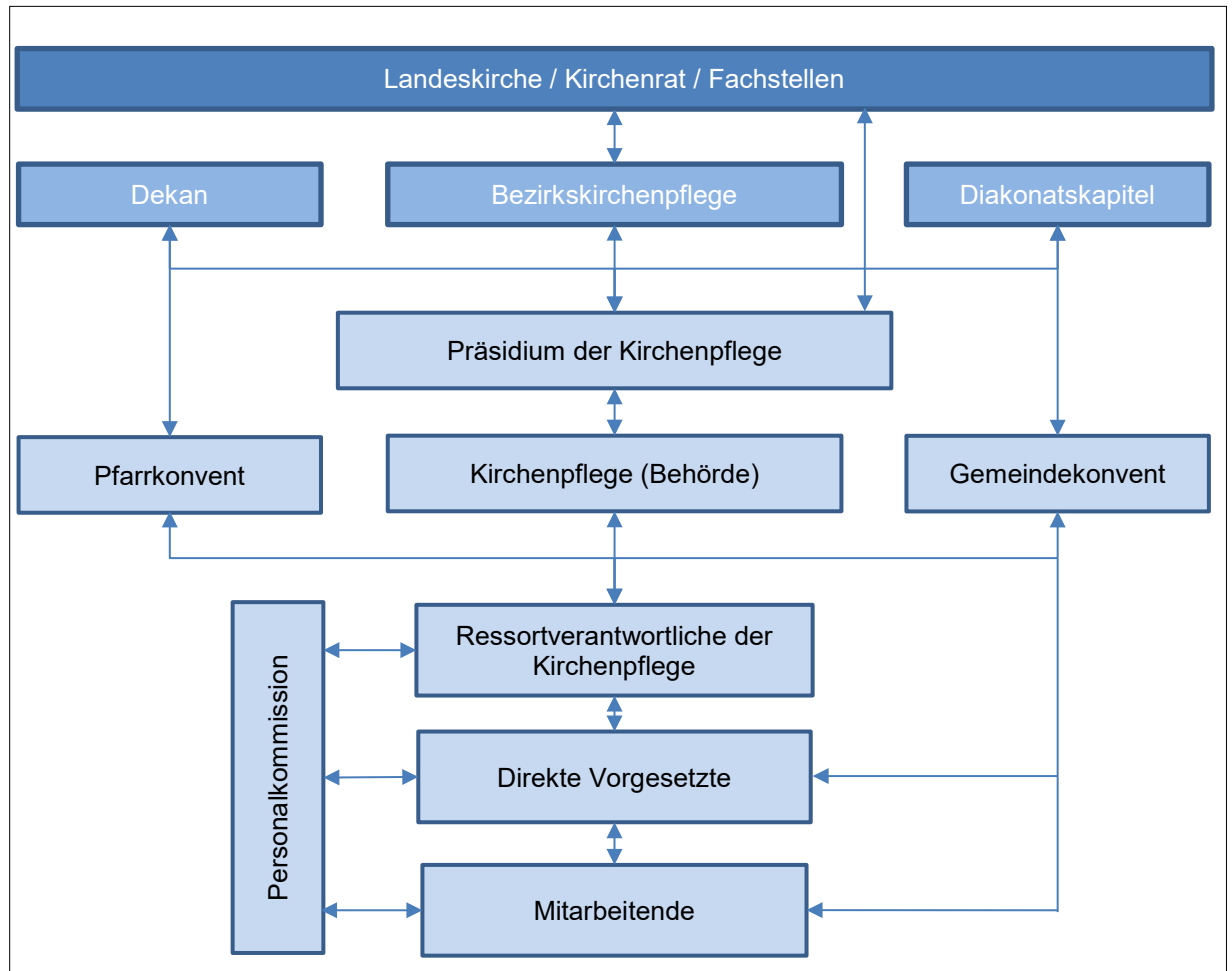 Landeskirche / Kirchenrat / Fachstellen
Dekan
Bezirkskirchenpflege
Diakonatskapitel
Präsidium der Kirchenpflege
Pfarrkonvent
Kirchenpflege (Behörde)
Gemeindekonvent
Personalkommission
Ressortverantwortliche der
Kirchenpflege
Direkte Vorgesetzte
Mitarbeitende